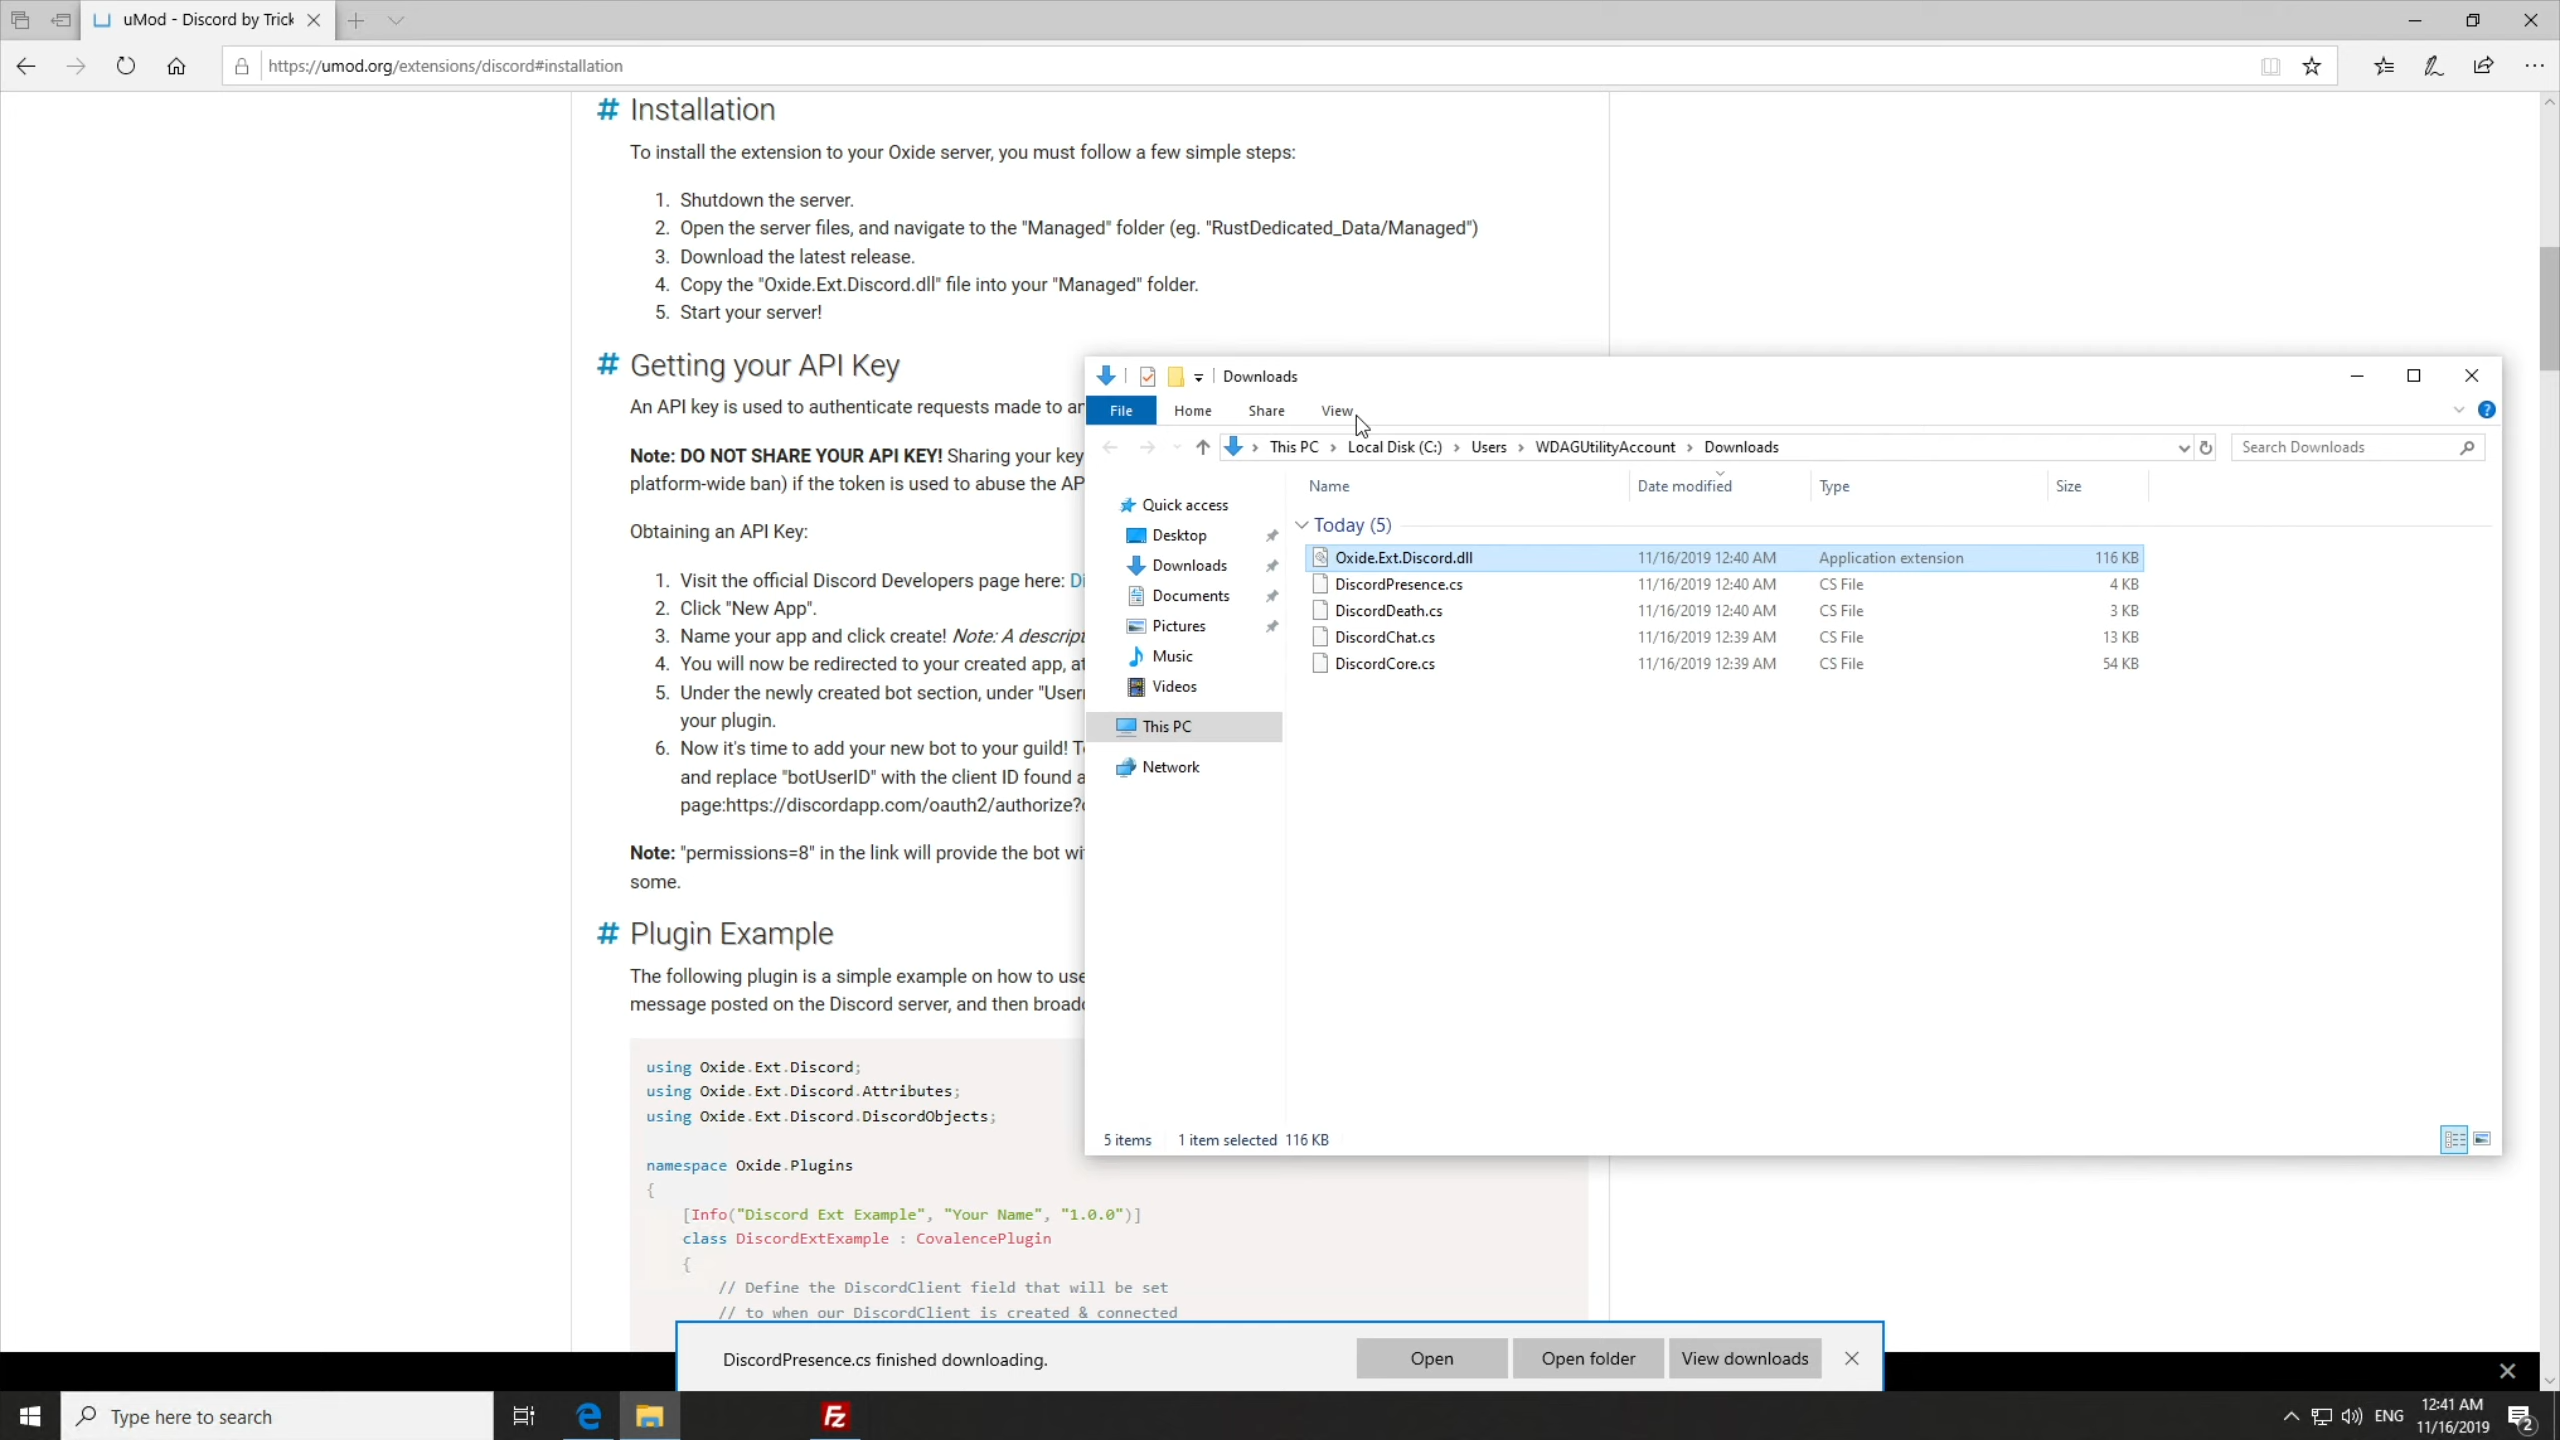 uMod - Discord by Trick
https://umod.org/extensions/discord#installation
# Installation
To install the extension to your Oxide server, you must follow a few simple steps:
1. Shutdown the server.
2. Open the server files, and navigate to the "Managed" folder (eg. "RustDedicated_Data/Managed")
3. Download the latest release.
4. Copy the "Oxide.Ext.Discord.dll" file into your "Managed" folder.
5. Start your server!
# Getting your API Key
An API key is used to authenticate requests made to an
Note: DO NOT SHARE YOUR API KEY! Sharing your key
platform-wide ban) if the token is used to abuse the AP
Obtaining an API Key:
1. Visit the official Discord Developers page here: Di
2. Click "New App".
3. Name your app and click create! Note: A descript
4. You will now be redirected to your created app, at
5. Under the newly created bot section, under "Usern
your plugin.
6. Now it's time to add your new bot to your guild! T
and replace "botUserID" with the client ID found a
page:https://discordapp.com/oauth2/authorize?
Note: "permissions=8" in the link will provide the bot wi
some.
# Plugin Example
The following plugin is a simple example on how to use
message posted on the Discord server, and then broadc
using Oxide.Ext.Discord;
using Oxide.Ext.Discord.Attributes;
using Oxide.Ext.Discord.DiscordObjects;
namespace Oxide.Plugins
{
[Info("Discord Ext Example", "Your Name", "1.0.0")]
class DiscordExtExample : CovalencePlugin
{
// Define the DiscordClient field that will be set
// to when our DiscordClient is created & connected
Downloads
File Home Share View
This PC > Local Disk (C:) > Users > WDAGUtilityAccount > Downloads
Search Downloads
Name Date modified Type Size
Quick access
Desktop
Downloads
Documents
Pictures
Music
Videos
This PC
Network
Today (5)
Oxide.Ext.Discord.dll 11/16/2019 12:40 AM Application extension 116 KB
DiscordPresence.cs 11/16/2019 12:40 AM CS File 4 KB
DiscordDeath.cs 11/16/2019 12:40 AM CS File 3 KB
DiscordChat.cs 11/16/2019 12:39 AM CS File 13 KB
DiscordCore.cs 11/16/2019 12:39 AM CS File 54 KB
5 items 1 item selected 116 KB
DiscordPresence.cs finished downloading.
Open Open folder View downloads
Type here to search
ENG
12:41 AM
11/16/2019
2